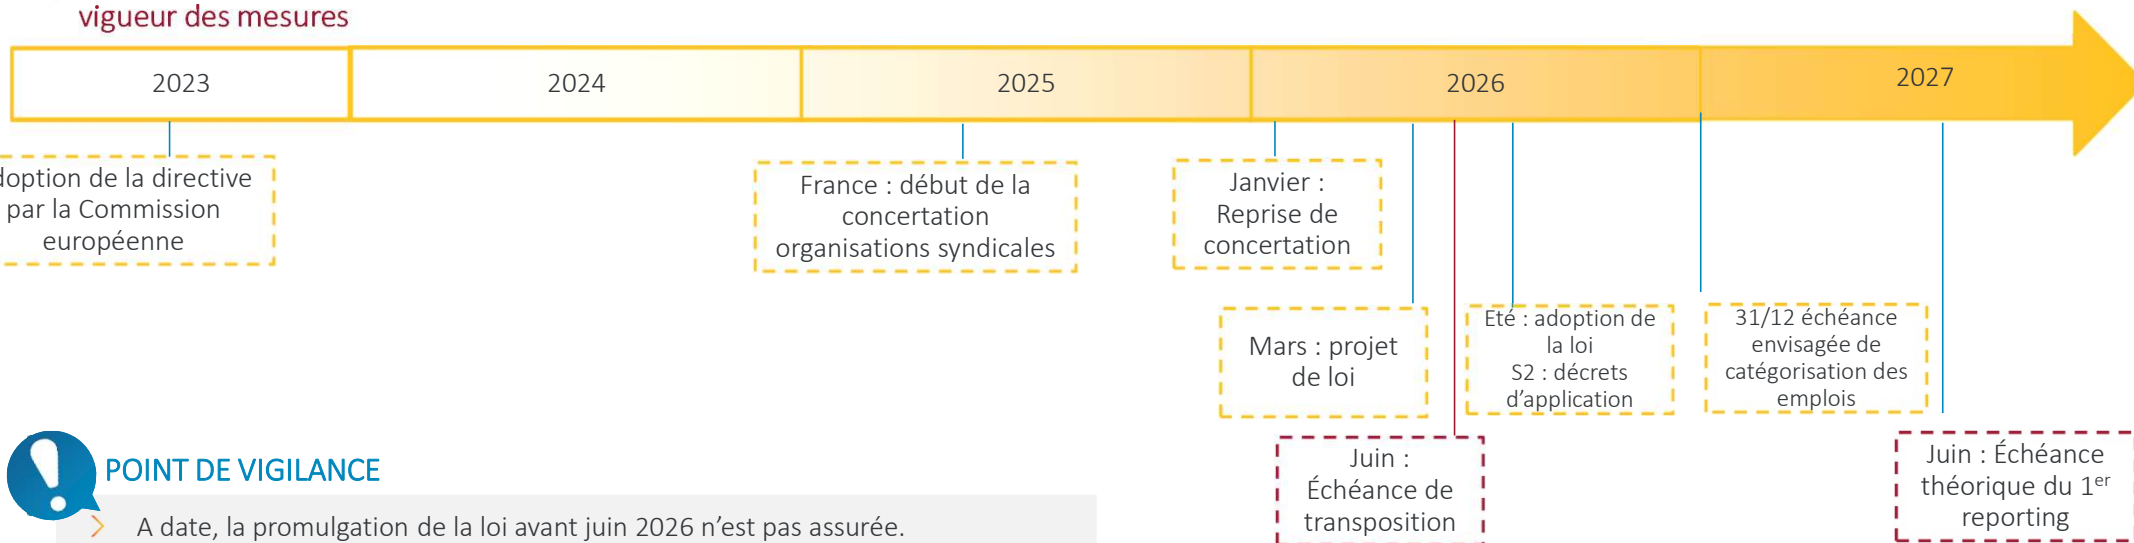 vigueur des mesures
2023
2024
2025
2026
2027
doption de la directive
par la Commission
européenne
France : début de la
concertation
organisations syndicales
Janvier :
Reprise de
concertation
Mars : projet
de loi
Eté : adoption de
la loi
S2 : décrets
d’application
31/12 échéance
envisagée de
catégorisation des
emplois
Juin :
Échéance de
transposition
Juin : Échéance
théorique du 1er
reporting
POINT DE VIGILANCE
A date, la promulgation de la loi avant juin 2026 n’est pas assurée.